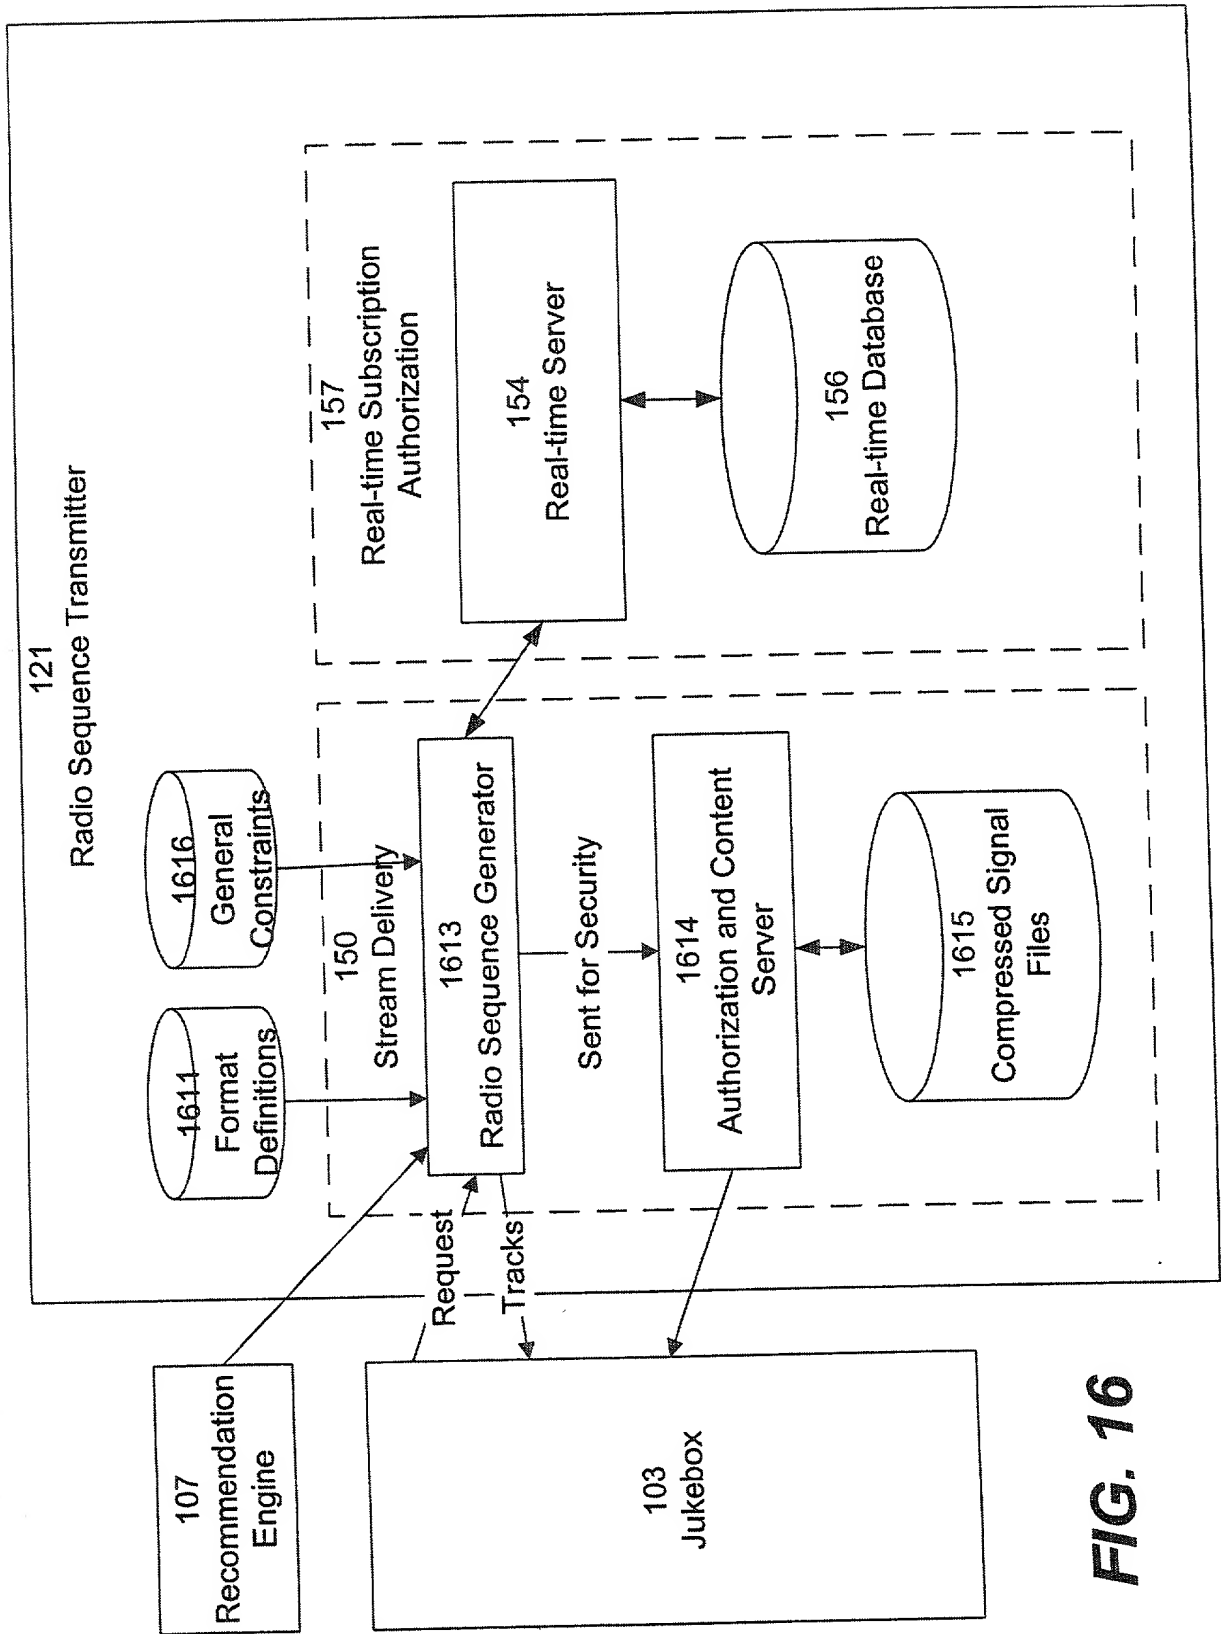 121
Radio Sequence Transmitter
107
Recommendation
Engine
1611
Format
Definitions
1616
General
Constraints
150
Stream Delivery
157
Real-time Subscription
Authorization
1613
Radio Sequence Generator
154
Real-time Server
Request
Tracks
Sent for Security
103
Jukebox
1614
Authorization and Content
Server
156
Real-time Database
1615
Compressed Signal
Files
FIG. 16